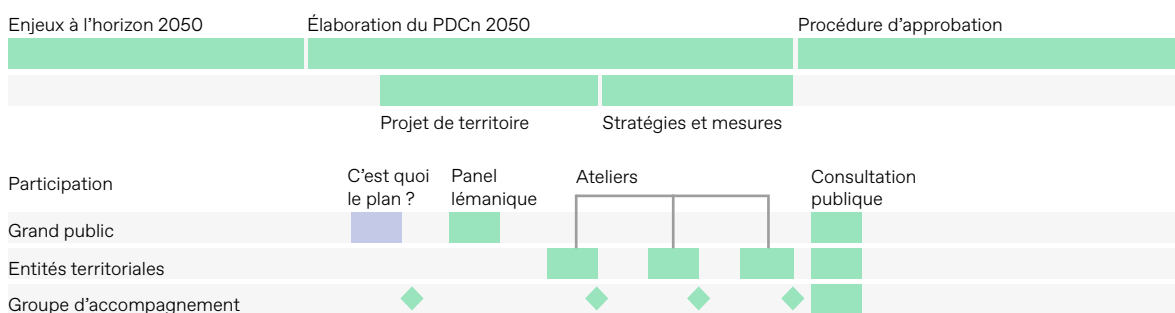 Enjeux à l'horizon 2050
Élaboration du PDCn 2050
Procédure d'approbation
Projet de territoire
Stratégies et mesures
Participation
C'est quoi
le plan ?
Panel
lémanique
Ateliers
Consultation
publique
Grand public
Entités territoriales
Groupe d'accompagnement